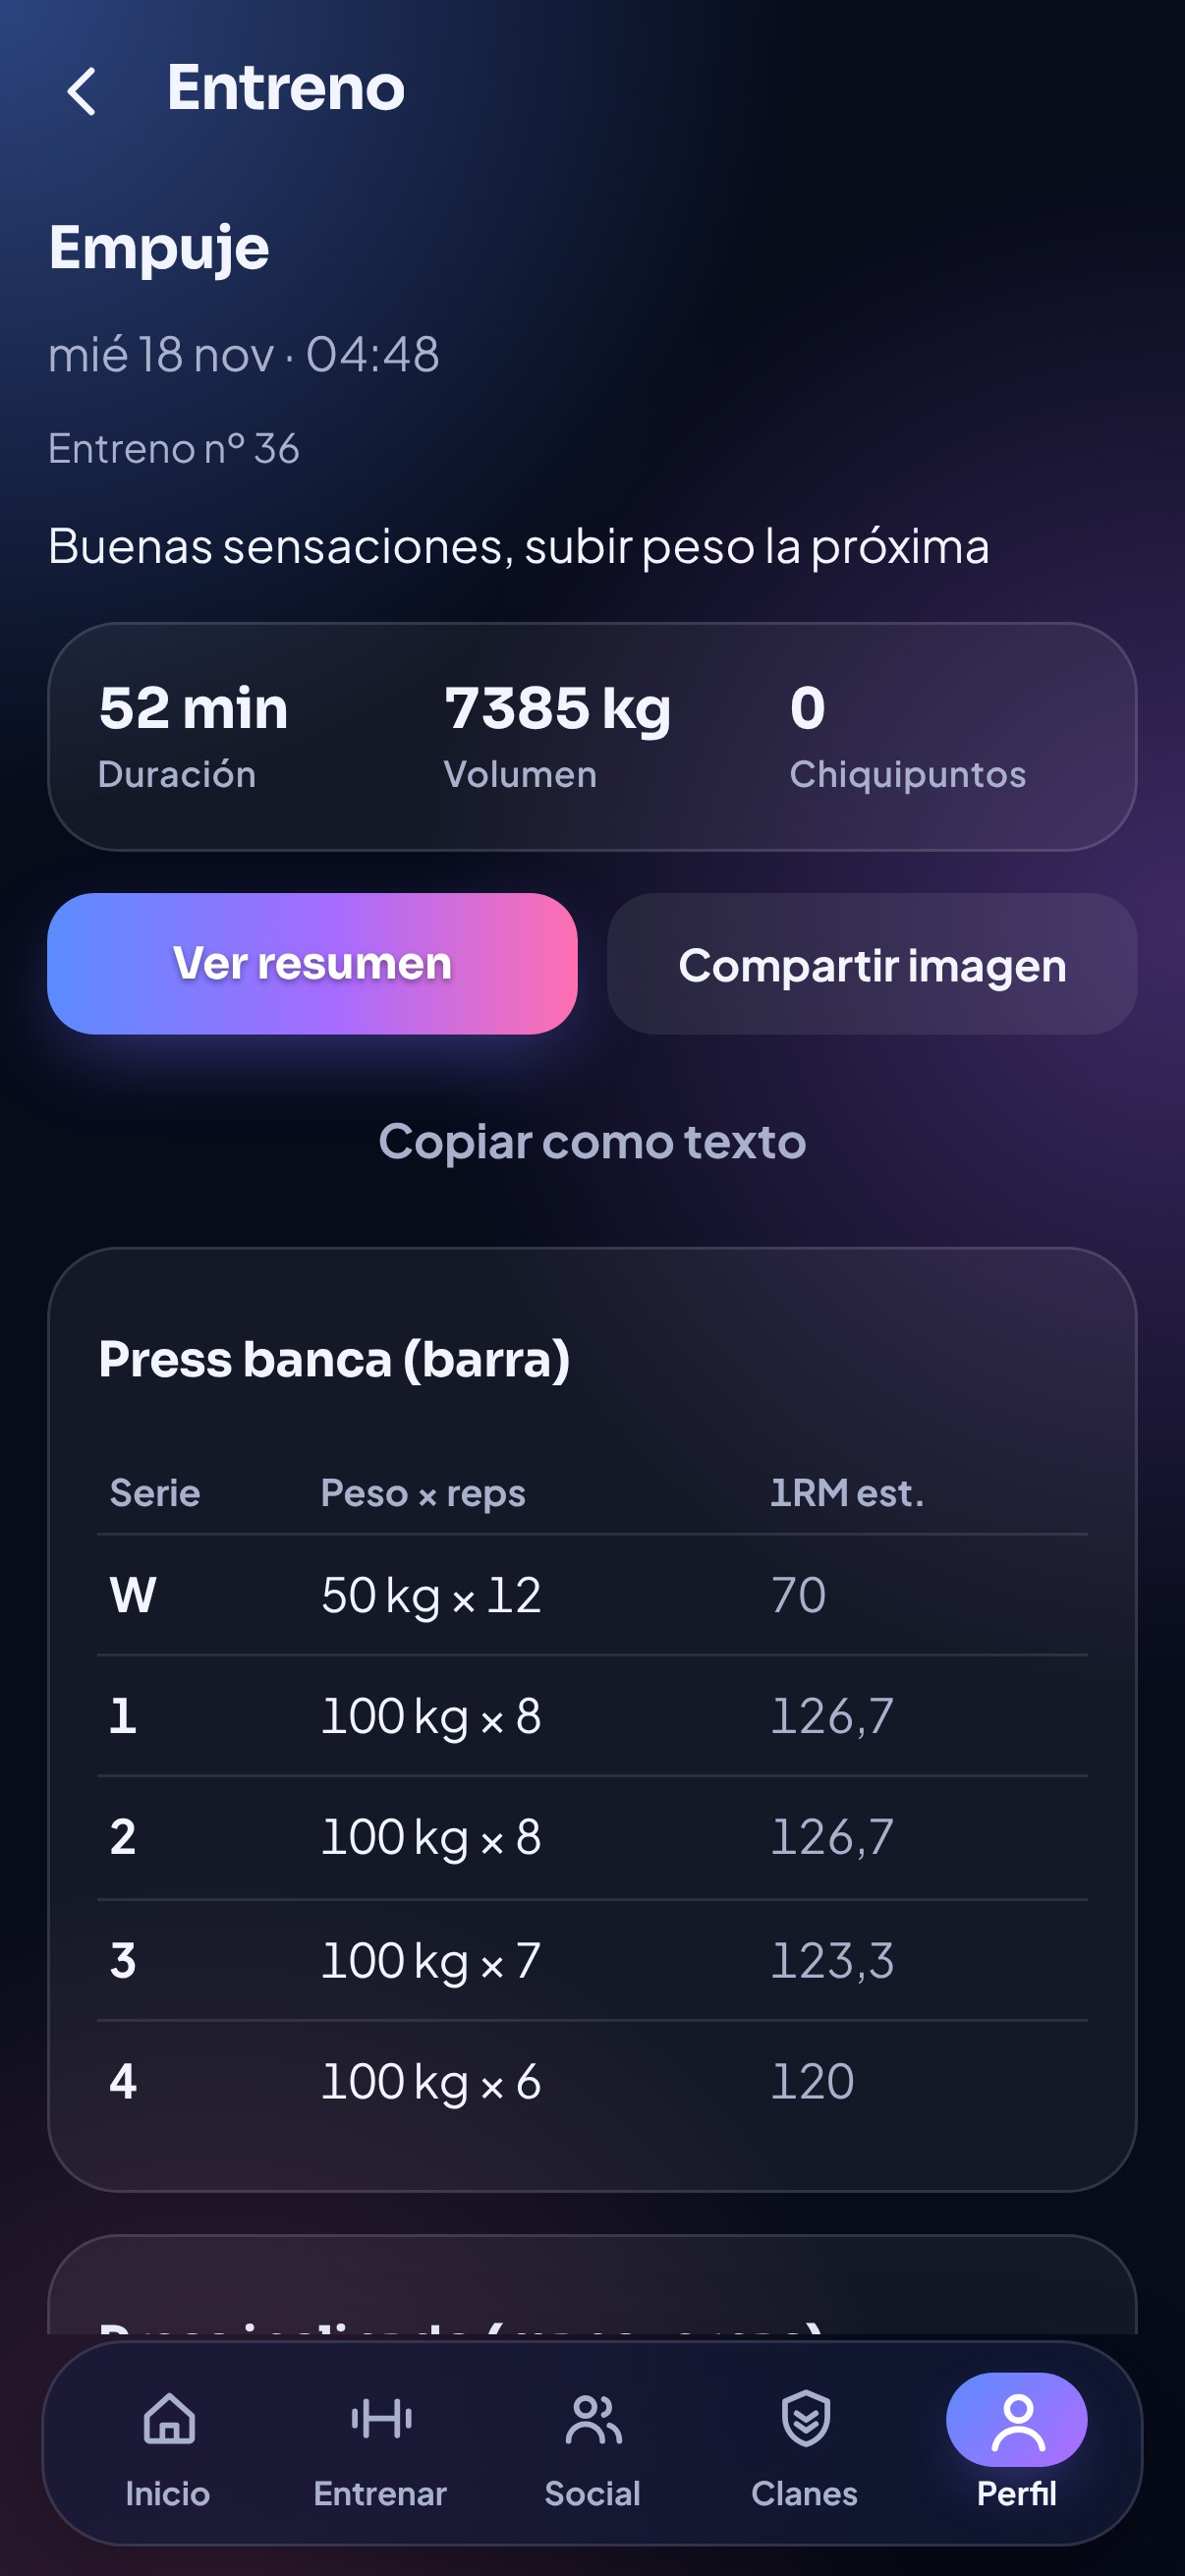 Entreno
Empuje
mié 18 nov · 04:48
Entreno nº 36
Buenas sensaciones, subir peso la próxima
52 min 7385 kg 0
Duración Volumen Chiquipuntos
Ver resumen Compartir imagen
Copiar como texto
Press banca (barra)
Serie Peso × reps 1RM est.
W 50 kg × 12 70
1 100 kg × 8 126,7
2 100 kg × 8 126,7
3 100 kg × 7 123,3
4 100 kg × 6 120
Press inclinado
Inicio Entrenar Social Clanes Perfil